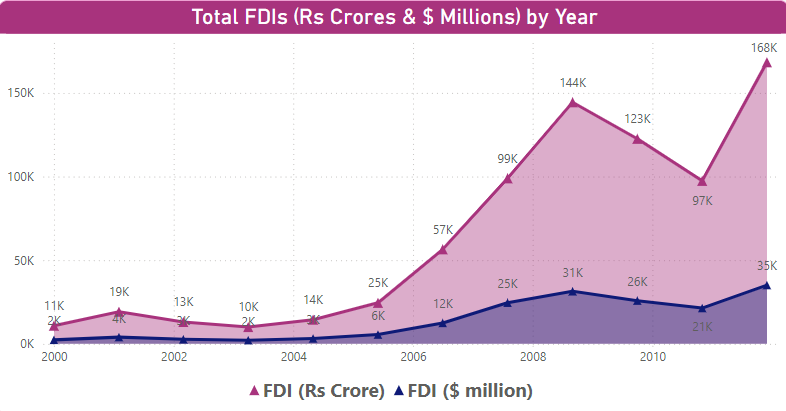 Total FDIs (Rs Crores & $ Millions) by Year
168K
150K
144K
123K
99K
100K
97K
57K
50K
35K
31K
25K
26K
25K
19K
21K
11K
13K
10K
14K
12K
6K
2K
4K
3K
2K
3K
0K
2000
2002
2004
2006
2008
2010
FDI (Rs Crore)
FDI ($ million)